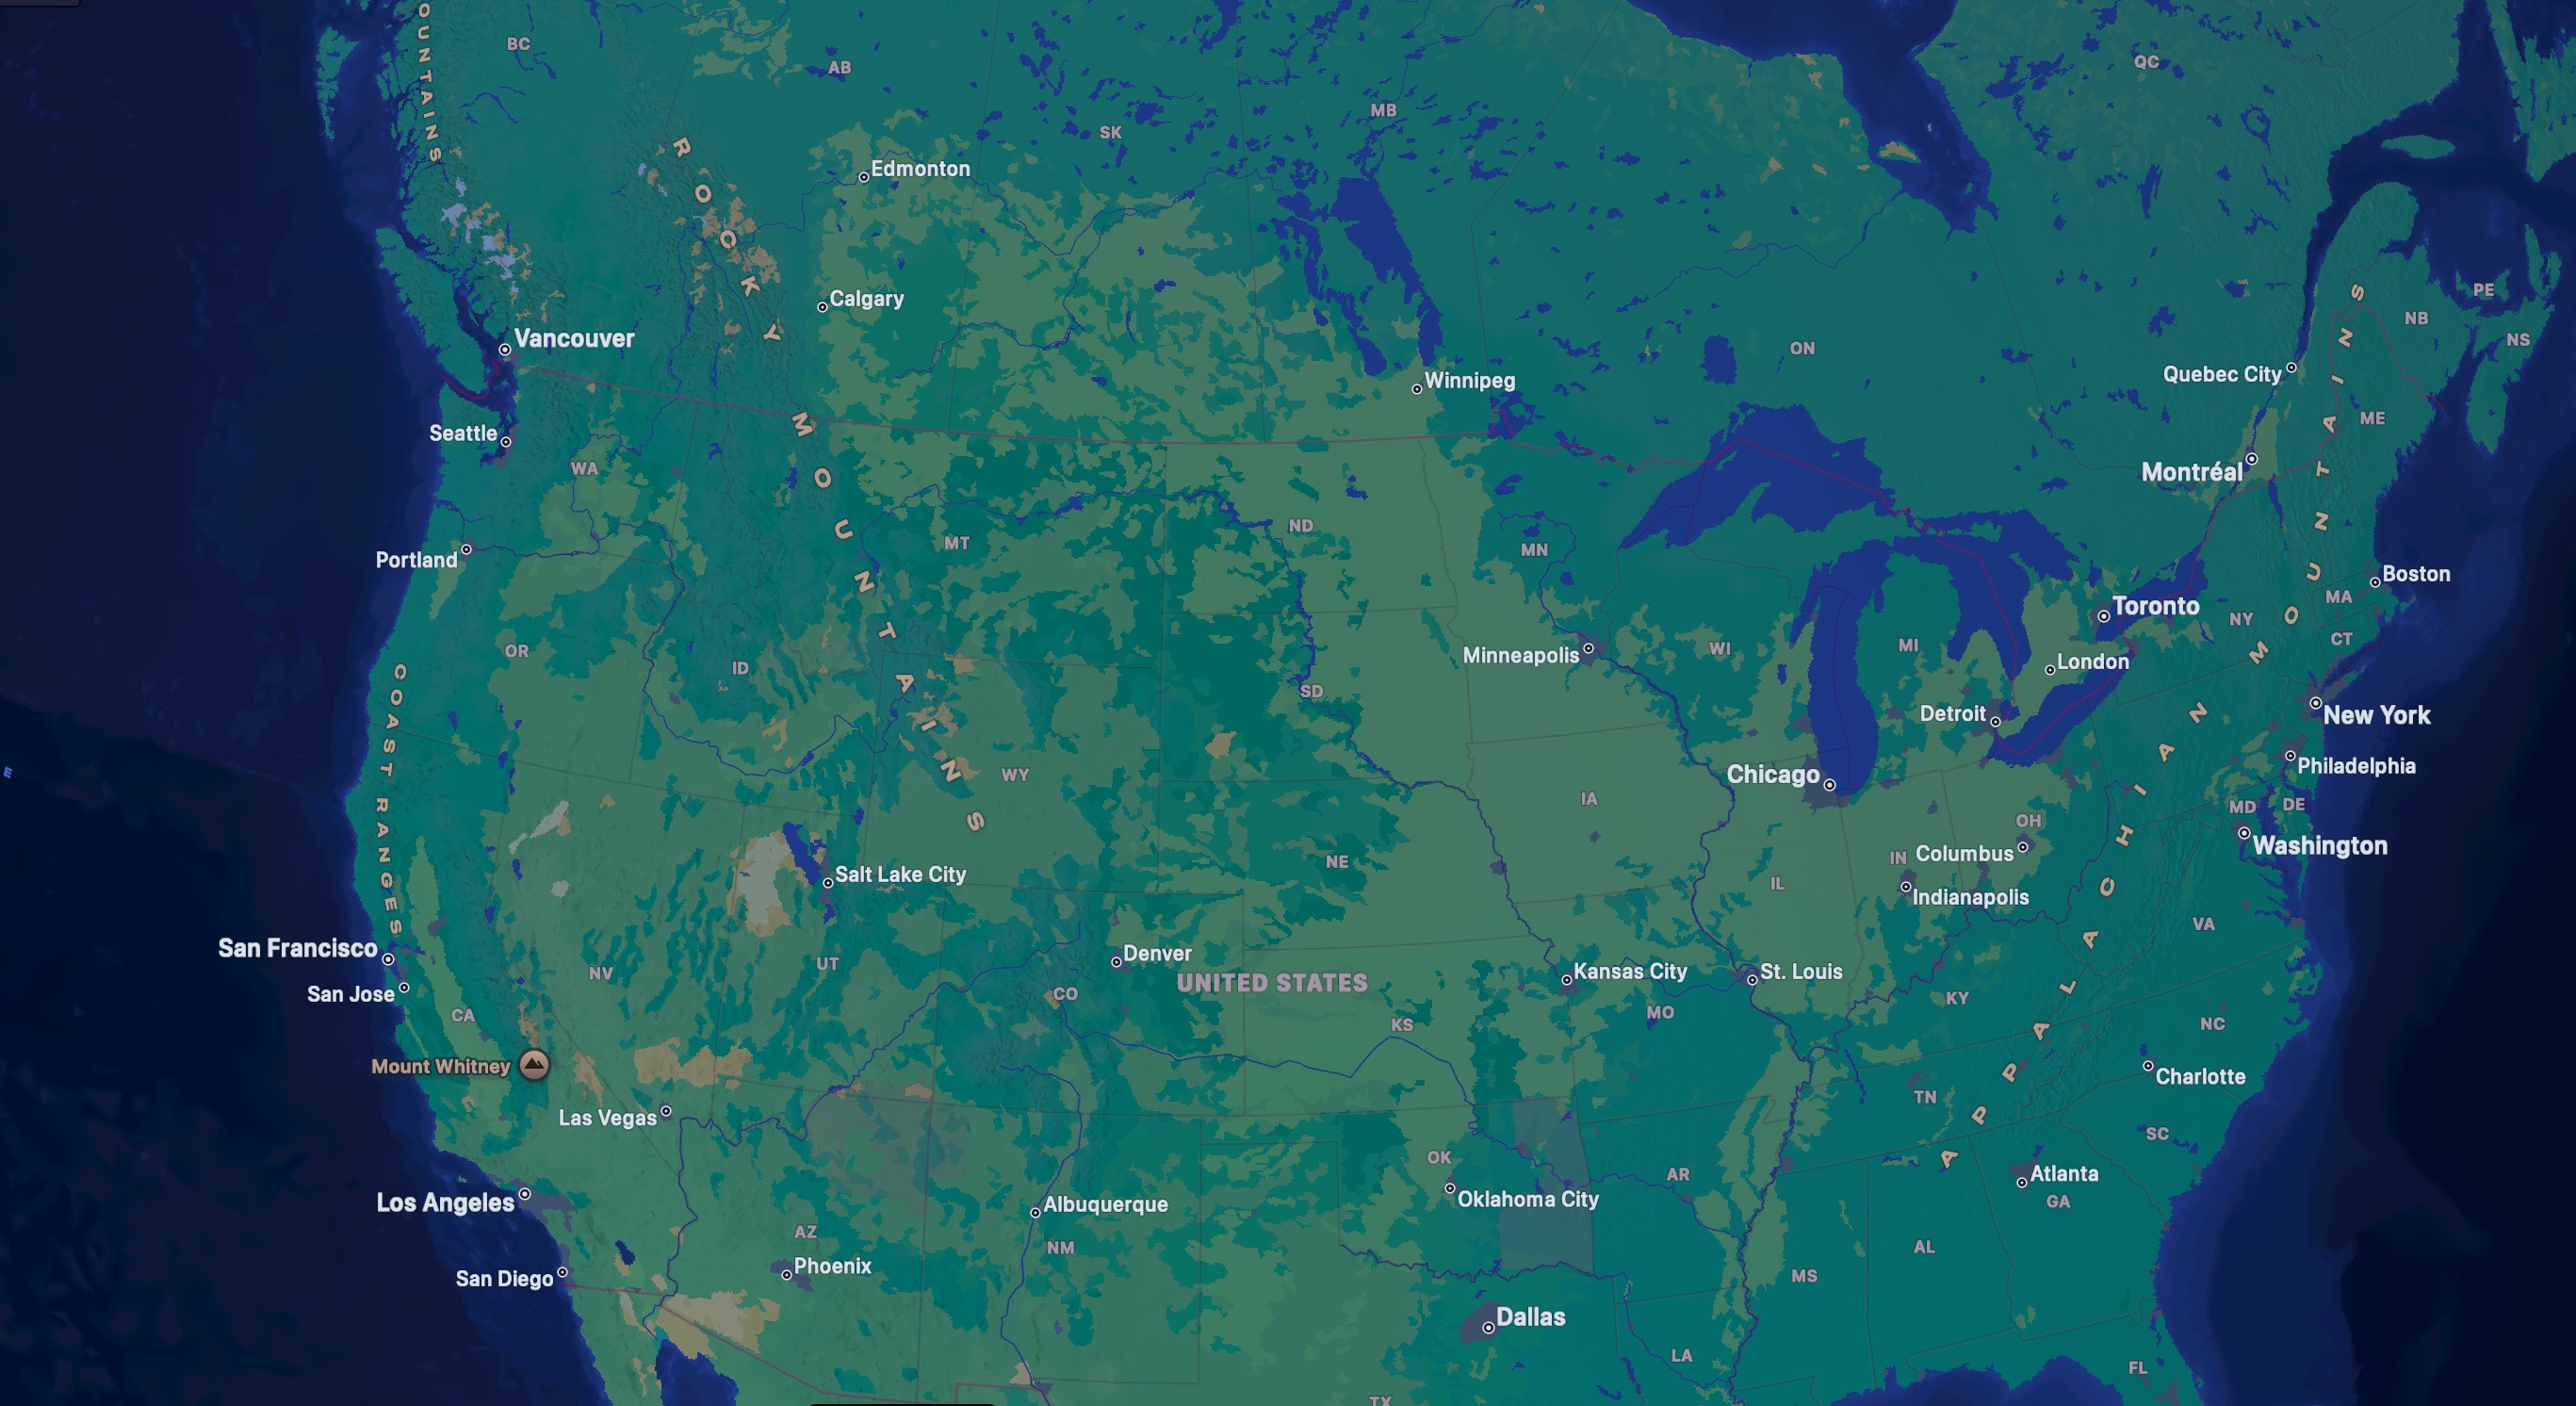 BC
AB
SK
MB
QC
MOUNTAINS
Edmonton
ROCKY MOUNTAINS
Calgary
Vancouver
Winnipeg
ON
PE
NB
NS
Quebec City
ME
Seattle
WA
Montréal
ND
MT
MN
Portland
Boston
MA
Toronto
NY
CT
OR
ID
Minneapolis
WI
MI
London
SD
COAST RANGES
Detroit
New York
WY
Chicago
Philadelphia
IA
MD
DE
OH
Washington
NE
IN
Columbus
Salt Lake City
IL
Indianapolis
APPALACHIAN MOUNTAINS
VA
San Francisco
Denver
NV
UT
Kansas City
St. Louis
UNITED STATES
San Jose
CO
KY
CA
MO
KS
NC
Mount Whitney
Charlotte
Las Vegas
TN
SC
OK
AR
Atlanta
Los Angeles
Albuquerque
Oklahoma City
GA
AZ
NM
AL
Phoenix
San Diego
MS
Dallas
LA
FL
TX